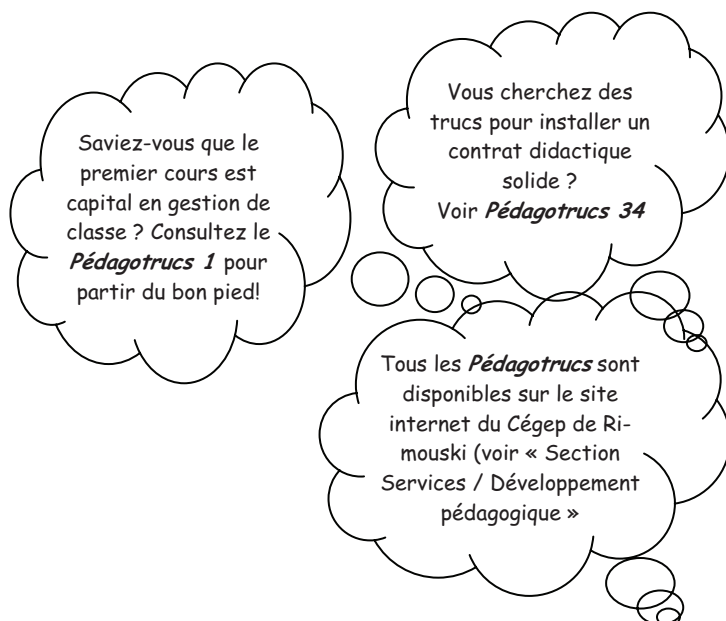 Saviez-vous que le
premier cours est
capital en gestion de
classe ? Consultez le
Pédagotrucs 1 pour
partir du bon pied!
Vous cherchez des
trucs pour installer un
contrat didactique
solide ?
Voir Pédagotrucs 34
Tous les Pédagotrucs sont
disponibles sur le site
internet du Cégep de Ri-
mouski (voir « Section
Services / Développement
pédagogique »